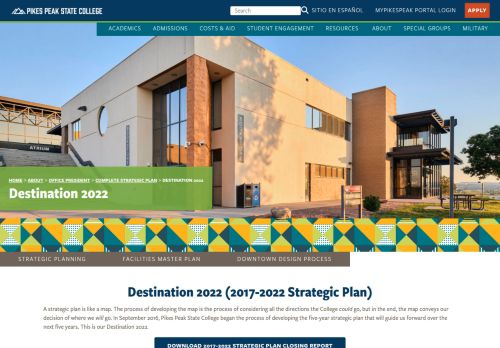 PIKES PEAK STATE COLLEGE
Search
SITIO EN ESPAÑOL
MYPIKESPEAK PORTAL LOGIN
APPLY
ACADEMICS ADMISSIONS COSTS & AID STUDENT ENGAGEMENT RESOURCES ABOUT SPECIAL GROUPS MILITARY
ATRIUM
HOME > ABOUT > OFFICE PRESIDENT > COMPLETE STRATEGIC PLAN > DESTINATION 2022
Destination 2022
STRATEGIC PLANNING FACILITIES MASTER PLAN DOWNTOWN DESIGN PROCESS
Destination 2022 (2017-2022 Strategic Plan)
A strategic plan is like a map. The process of developing the map is the process of considering all the directions the College could go, but in the end, the map conveys our
decision of where we will go. In September 2016, Pikes Peak State College began the process of developing the five-year strategic plan that will guide us forward over the
next five years. This is our Destination 2022.
DOWNLOAD 2017-2022 STRATEGIC PLAN CLOSING REPORT